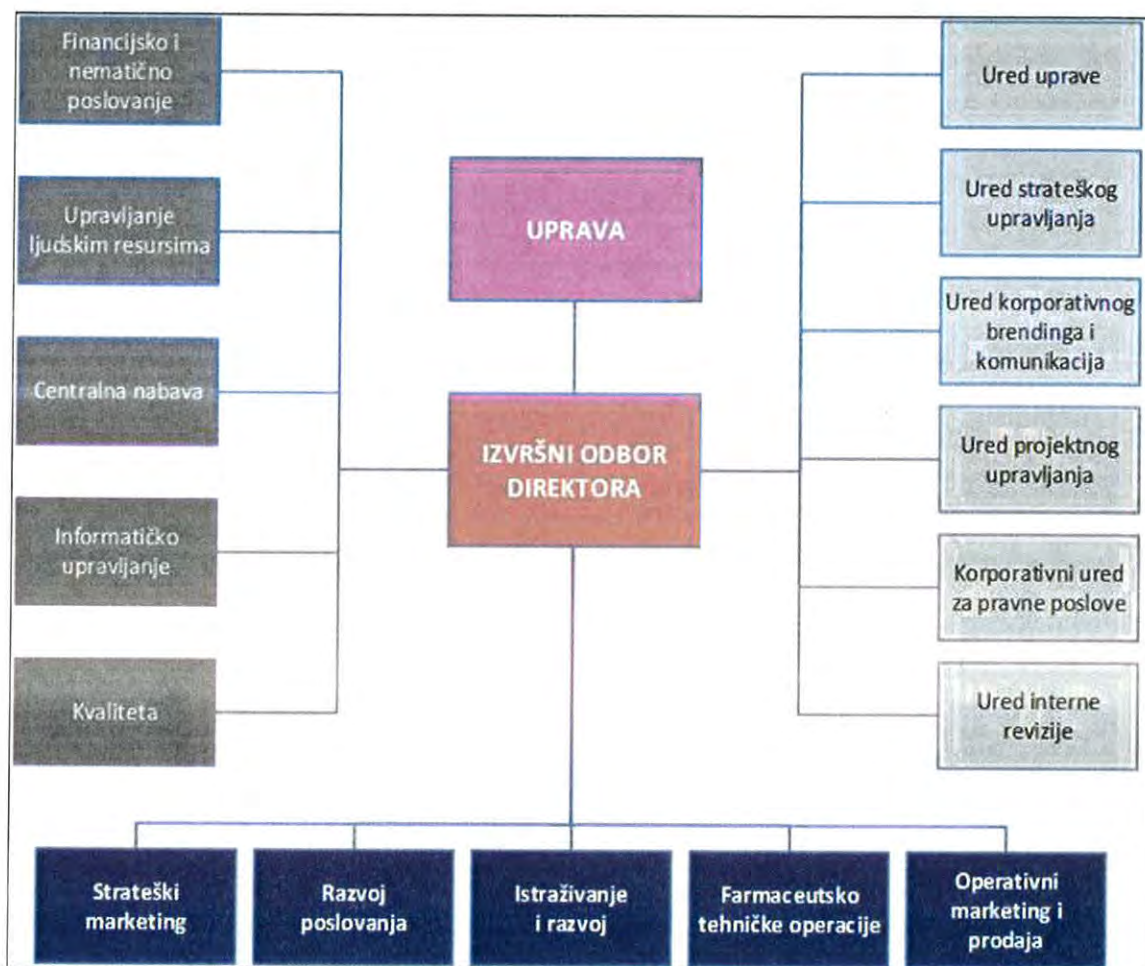 Financijsko i
nematično
poslovanje
Upravljanje
ljudskim resursima
Centralna nabava
Informatičko
upravljanje
Kvaliteta
UPRAVA
IZVRŠNI ODBOR
DIREKTORA
Ured uprave
Ured strateškog
upravljanja
Ured korporativnog
brendinga i
komunikacija
Ured projektnog
upravljanja
Korporativni ured
za pravne poslove
Ured interne
revizije
Strateški
marketing
Razvoj
poslovanja
Istraživanje
i razvoj
Farmaceutsko
tehničke operacije
Operativni
marketing i
prodaja